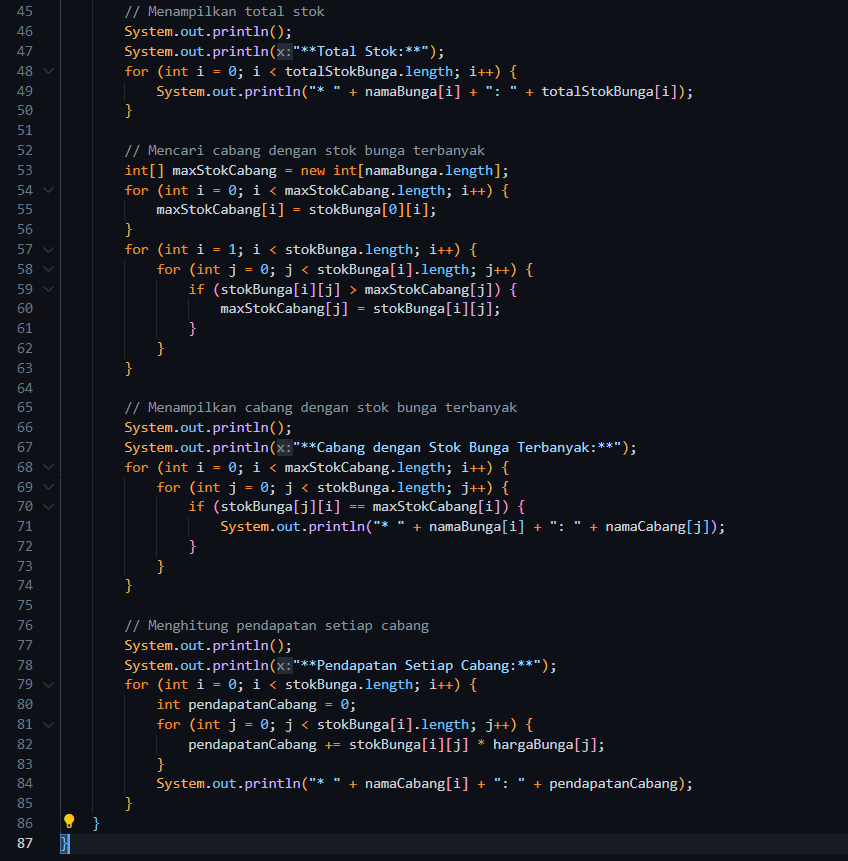 45 // Menampilkan total stok
46 System.out.println();
47 System.out.println(x:"**Total Stok:**");
48 for (int i = 0; i < totalStokBunga.length; i++) {
49 System.out.println("* " + namaBunga[i] + ": " + totalStokBunga[i]);
50 }
51
52 // Mencari cabang dengan stok bunga terbanyak
53 int[] maxStokCabang = new int[namaBunga.length];
54 for (int i = 0; i < maxStokCabang.length; i++) {
55 maxStokCabang[i] = stokBunga[0][i];
56 }
57 for (int i = 1; i < stokBunga.length; i++) {
58 for (int j = 0; j < stokBunga[i].length; j++) {
59 if (stokBunga[i][j] > maxStokCabang[j]) {
60 maxStokCabang[j] = stokBunga[i][j];
61 }
62 }
63 }
64
65 // Menampilkan cabang dengan stok bunga terbanyak
66 System.out.println();
67 System.out.println(x:"**Cabang dengan Stok Bunga Terbanyak:**");
68 for (int i = 0; i < maxStokCabang.length; i++) {
69 for (int j = 0; j < stokBunga.length; j++) {
70 if (stokBunga[j][i] == maxStokCabang[i]) {
71 System.out.println("* " + namaBunga[i] + ": " + namaCabang[j]);
72 }
73 }
74 }
75
76 // Menghitung pendapatan setiap cabang
77 System.out.println();
78 System.out.println(x:"**Pendapatan Setiap Cabang:**");
79 for (int i = 0; i < stokBunga.length; i++) {
80 int pendapatanCabang = 0;
81 for (int j = 0; j < stokBunga[i].length; j++) {
82 pendapatanCabang += stokBunga[i][j] * hargaBunga[j];
83 }
84 System.out.println("* " + namaCabang[i] + ": " + pendapatanCabang);
85 }
86 }
87 }